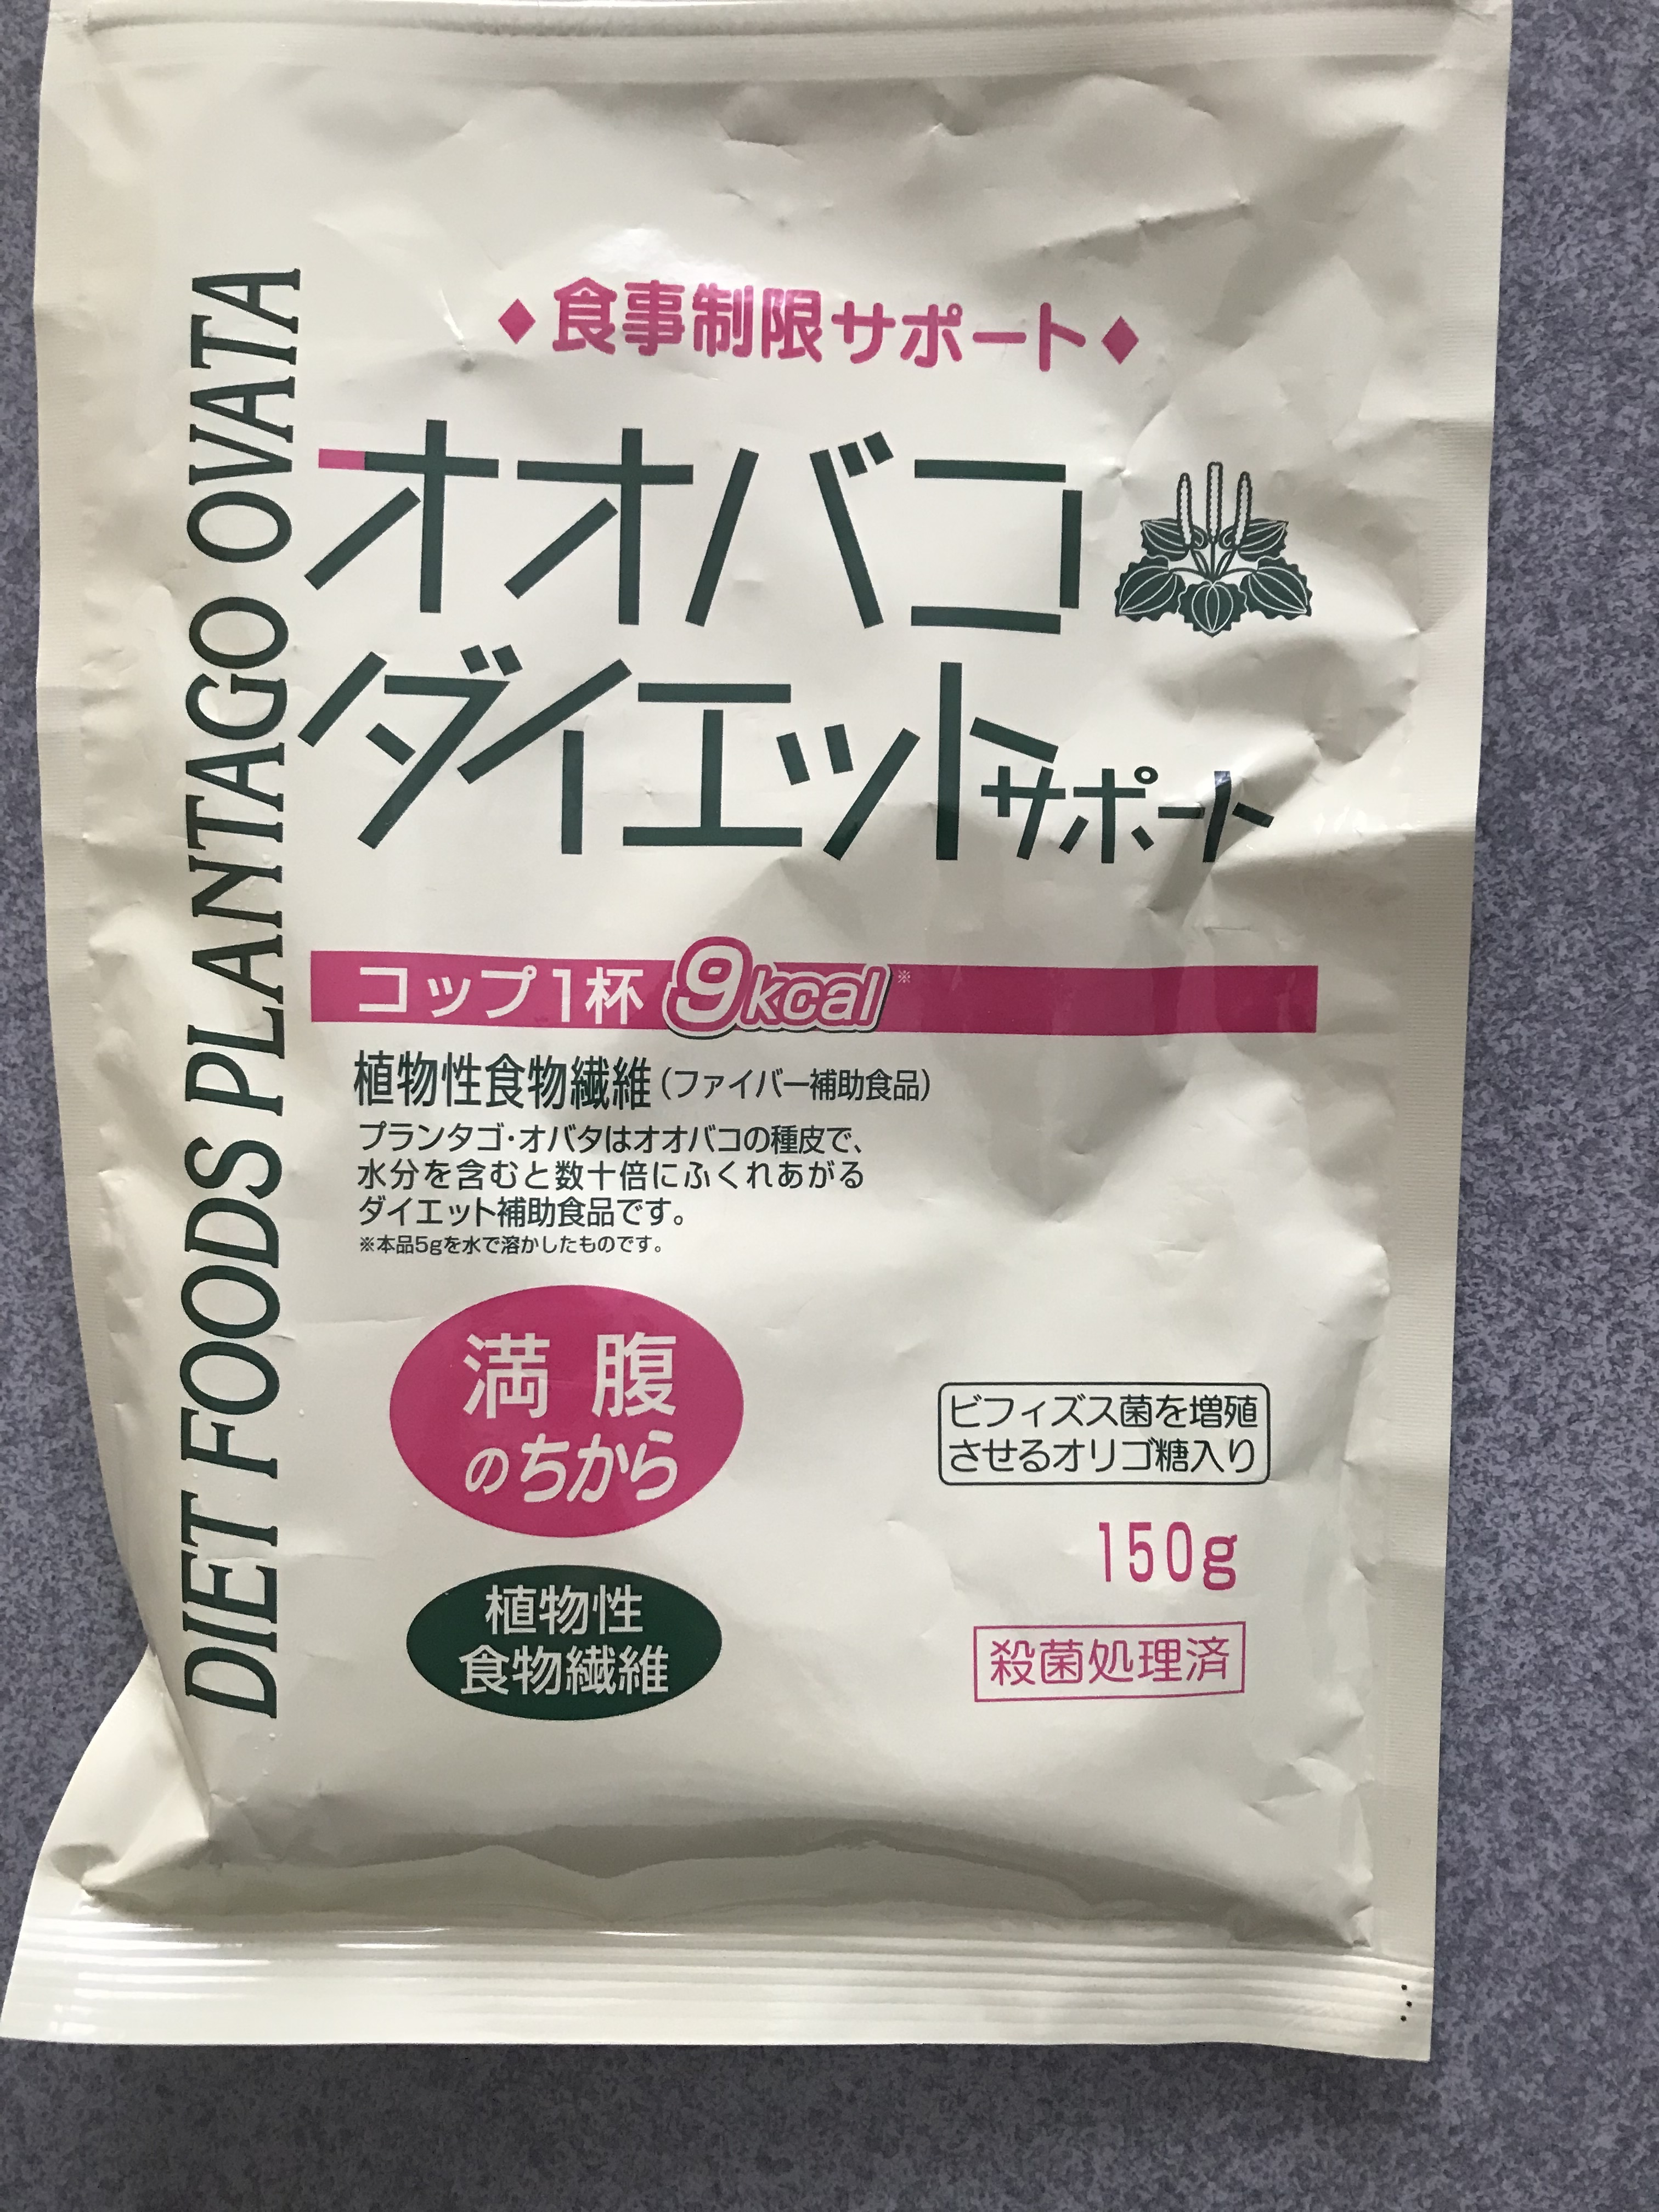 DIET FOODS PLANTAGO OVATA
◆食事制限サポート◆
オオバコ
ダイエットサポート
コップ1杯 9kcal※
植物性食物繊維(ファイバー補助食品)
プランタゴ・オバタはオオバコの種皮で、
水分を含むと数十倍にふくれあがる
ダイエット補助食品です。
※本品5gを水で溶かしたものです。
満腹
のちから
ビフィズス菌を増殖
させるオリゴ糖入り
150g
植物性
食物繊維
殺菌処理済